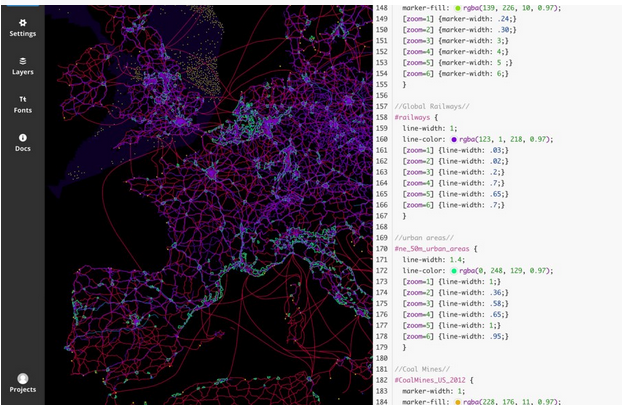 Settings
Layers
Tt
Fonts
Docs
Projects
148 marker-fill: rgba(139, 226, 10, 0.97);
149 [zoom=1] {marker-width: .24;}
150 [zoom=2] {marker-width: .30;}
151 [zoom=3] {marker-width: 3;}
152 [zoom=4] {marker-width: 4;}
153 [zoom=5] {marker-width: 5 ;}
154 [zoom=6] {marker-width: 6;}
155 }
156
157 //Global Railways//
158 #railways {
159 line-width: 1;
160 line-color: rgba(123, 1, 218, 0.97);
161 [zoom=1] {line-width: .03;}
162 [zoom=2] {line-width: .02;}
163 [zoom=3] {line-width: .2;}
164 [zoom=4] {line-width: .7;}
165 [zoom=5] {line-width: .65;}
166 [zoom=6] {line-width: .7;}
167 }
168
169 //urban areas//
170 #ne_50m_urban_areas {
171 line-width: 1.4;
172 line-color: rgba(0, 248, 129, 0.97);
173 [zoom=1] {line-width: 1;}
174 [zoom=2] {line-width: .36;}
175 [zoom=3] {line-width: .58;}
176 [zoom=4] {line-width: .65;}
177 [zoom=5] {line-width: 1;}
178 [zoom=6] {line-width: .95;}
179 }
180
181 //Coal Mines//
182 #CoalMines_US_2012 {
183 marker-width: 1;
184 marker-fill: rgba(228, 176, 11, 0.97);